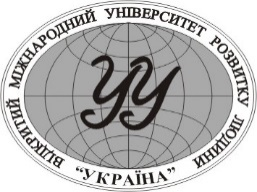 ВІДКРИТИЙ МІЖНАРОДНИЙ УНІВЕРСИТЕТ РОЗВИТКУ ЛЮДИНИ
"УКРАЇНА"
УУ